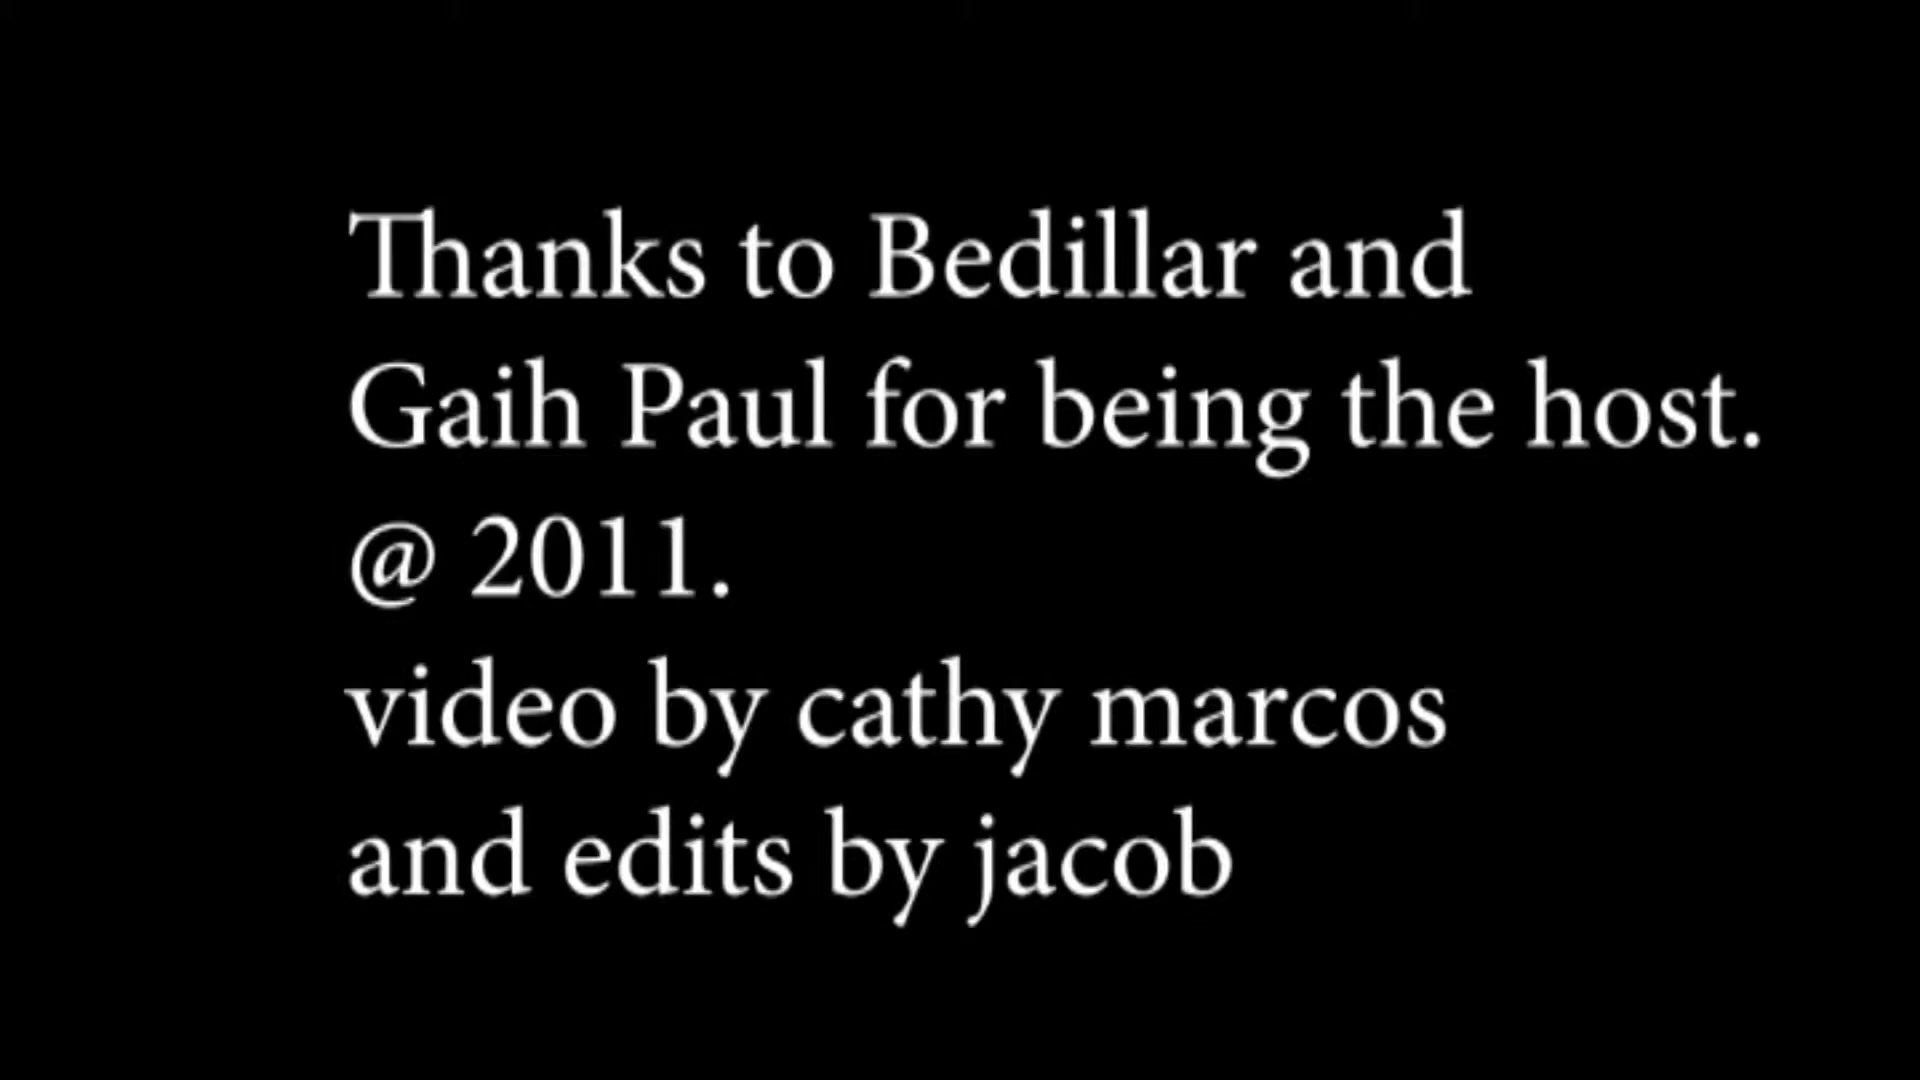 Thanks to Bedillar and
Gaih Paul for being the host.
@ 2011.
video by cathy marcos
and edits by jacob